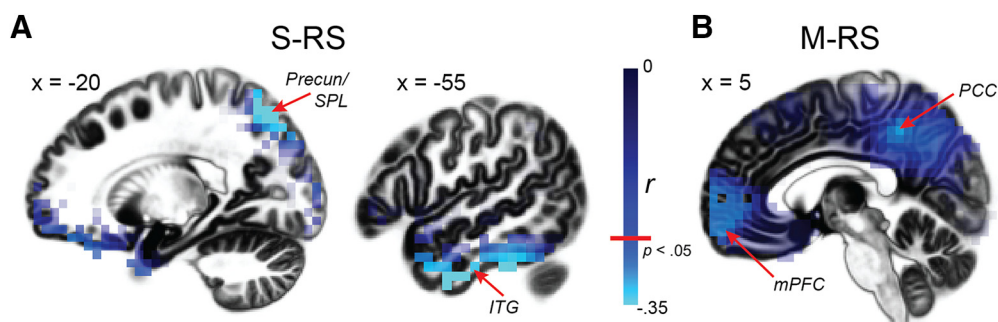 A
S-RS
B
M-RS
x = -20
Precun/
SPL
x = -55
ITG
0
r
p < .05
-.35
x = 5
PCC
mPFC